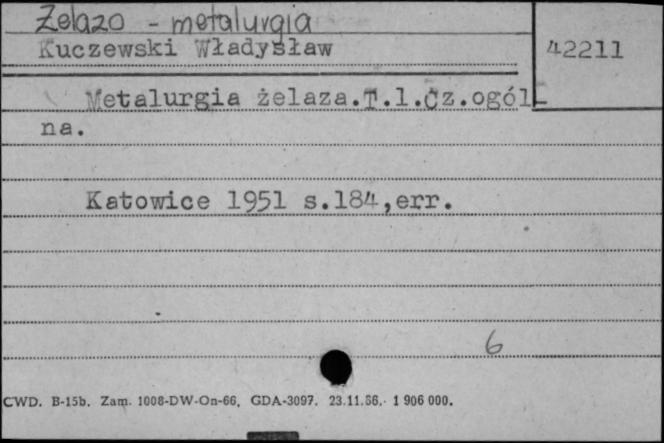 Żelazo - metalurgia
Kuczewski Władysław
42211
Metalurgia żelaza.T.1.Cz.ogól-
na.
Katowice 1951 s.184,err.
6
CWD. B-15b. Zam. 1008-DW-On-66. GDA-3097. 23.11.66. 1 906 000.